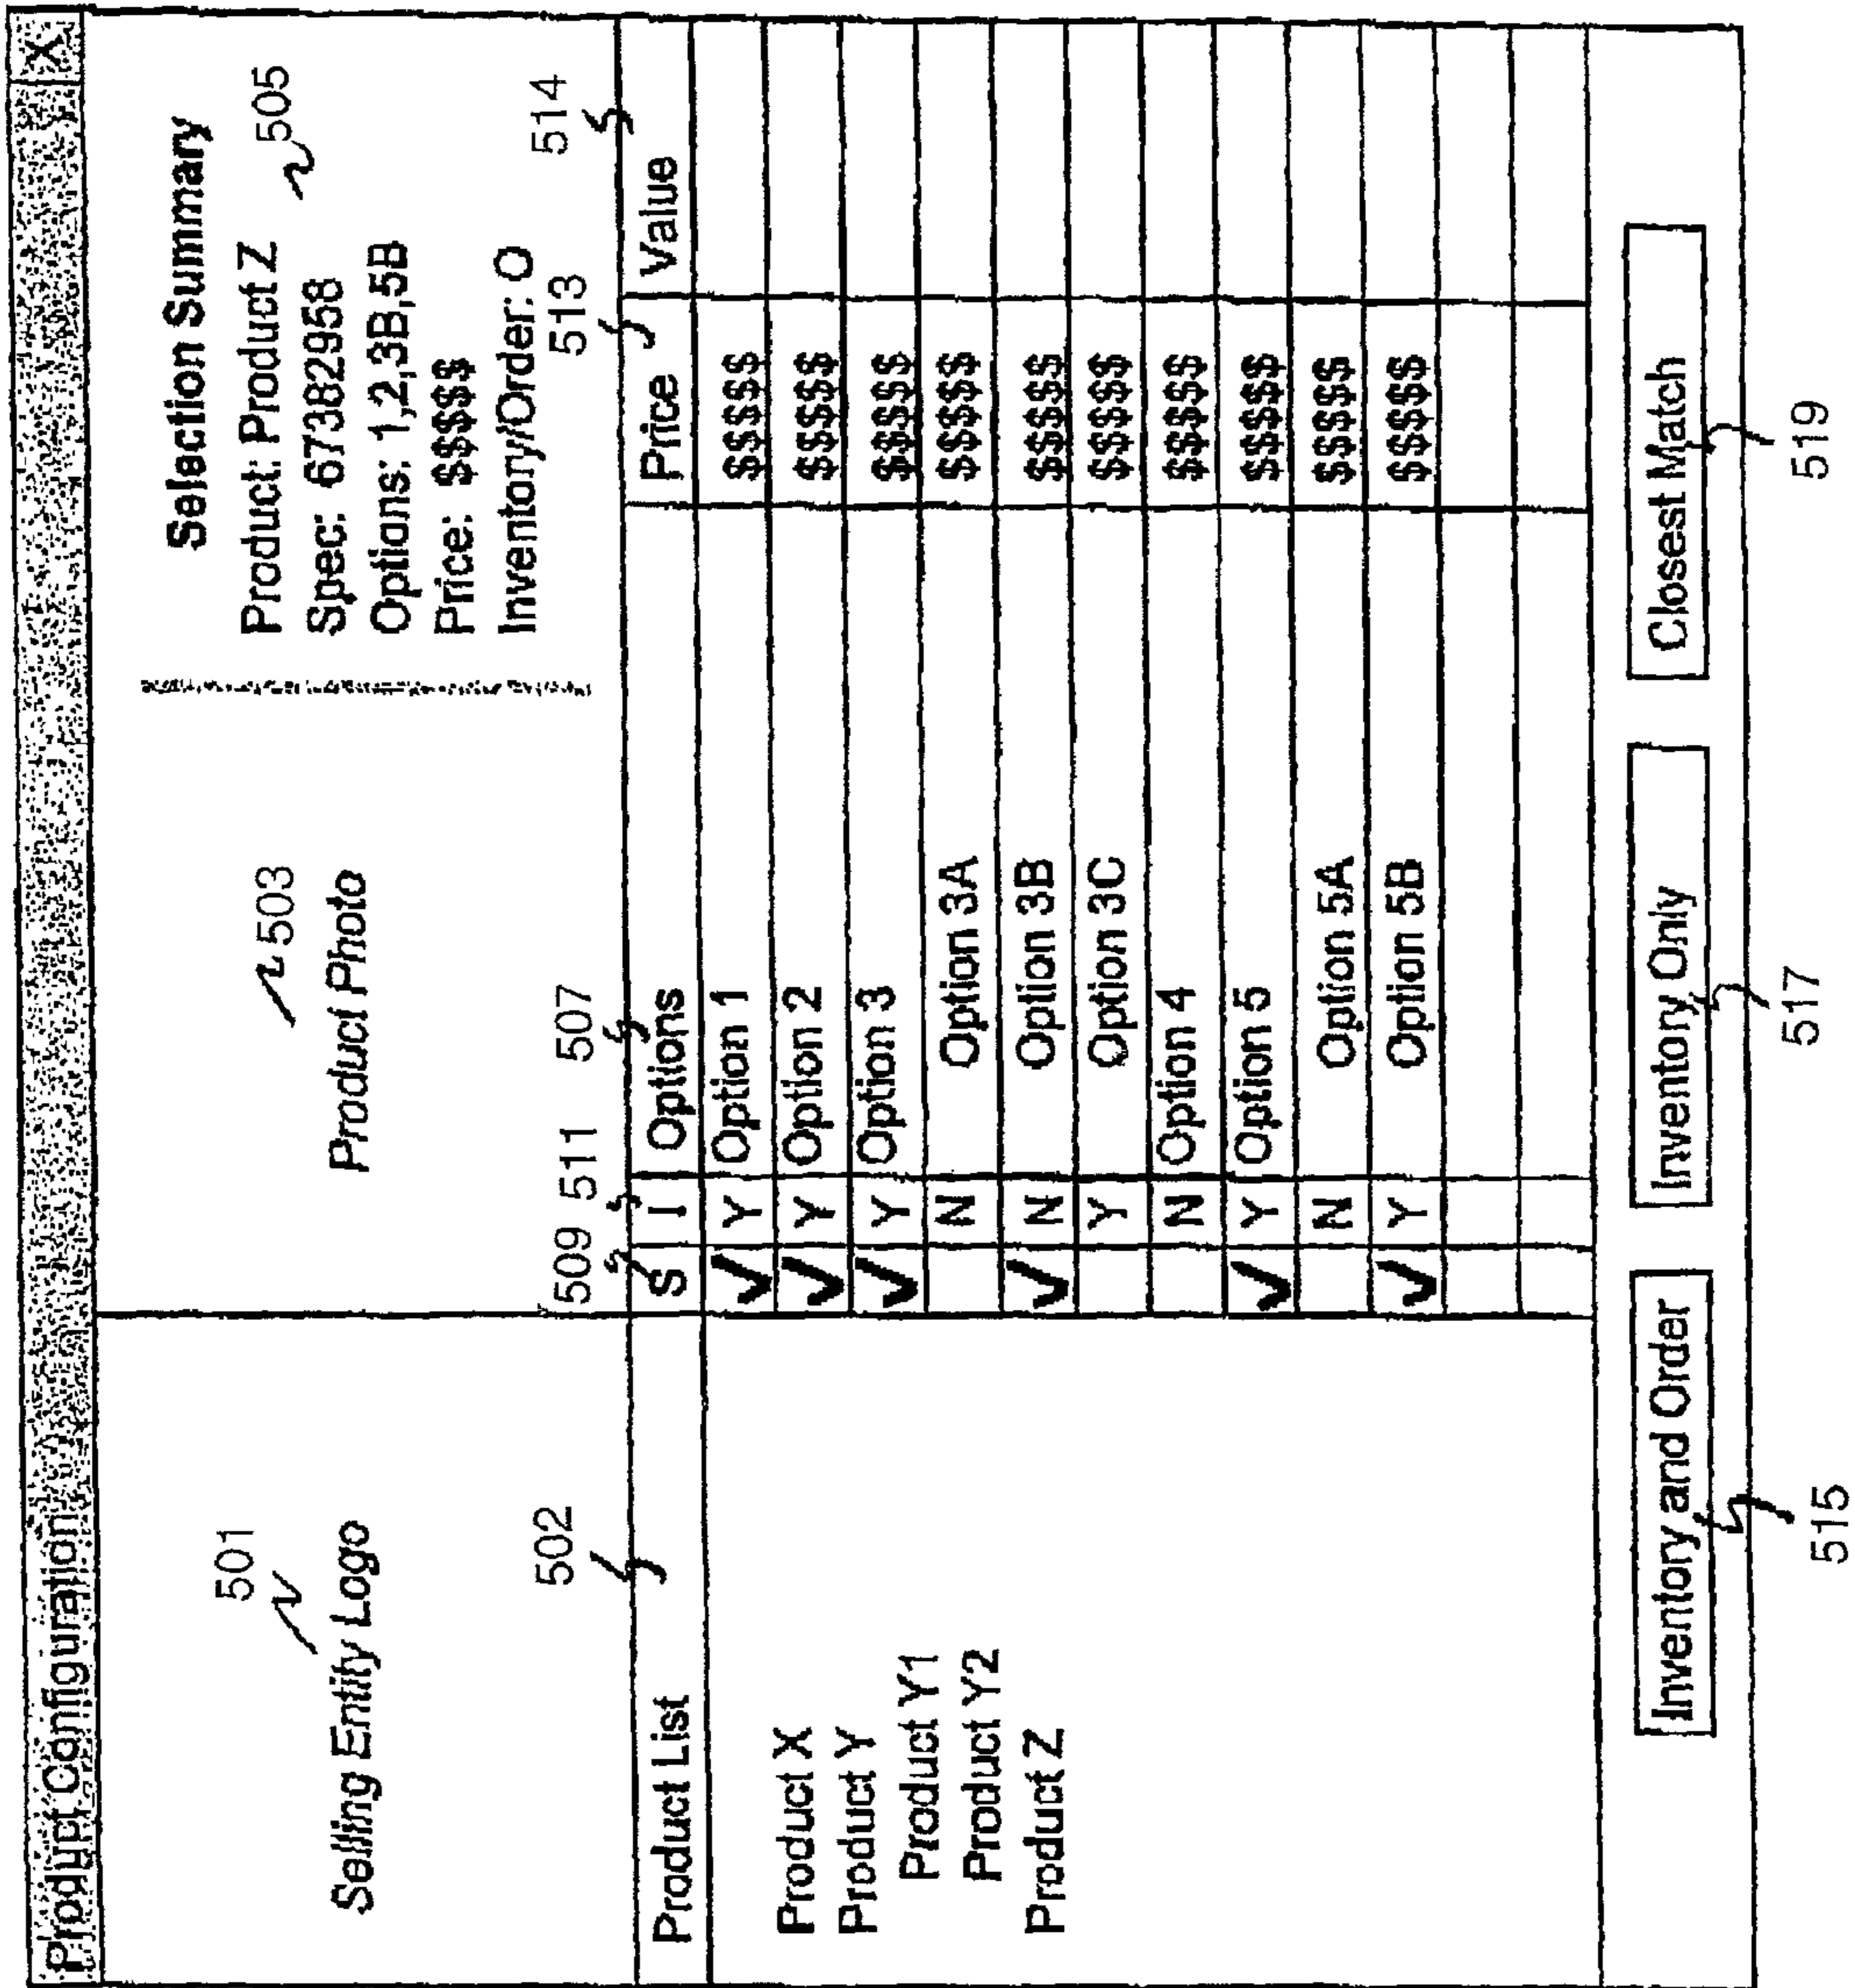 Product Configuration X
501
Selling Entity Logo
503
Product Photo
Selection Summary
Product: Product Z
505
Spec: 67382958
Options: 1,2,3B,5B
Price: $$$$$
Inventory/Order: O
502
509 511 507
513
514
Product List
S I Options Price Value
√ Y Option 1 $$$$$
√ Y Option 2 $$$$$
√ Y Option 3 $$$$$
N Option 3A $$$$$
√ N Option 3B $$$$$
Y Option 3C $$$$$
N Option 4 $$$$$
√ Y Option 5 $$$$$
N Option 5A $$$$$
√ Y Option 5B $$$$$
Product X
Product Y
Product Y1
Product Y2
Product Z
Inventory and Order
Inventory Only
Closest Match
515
517
519